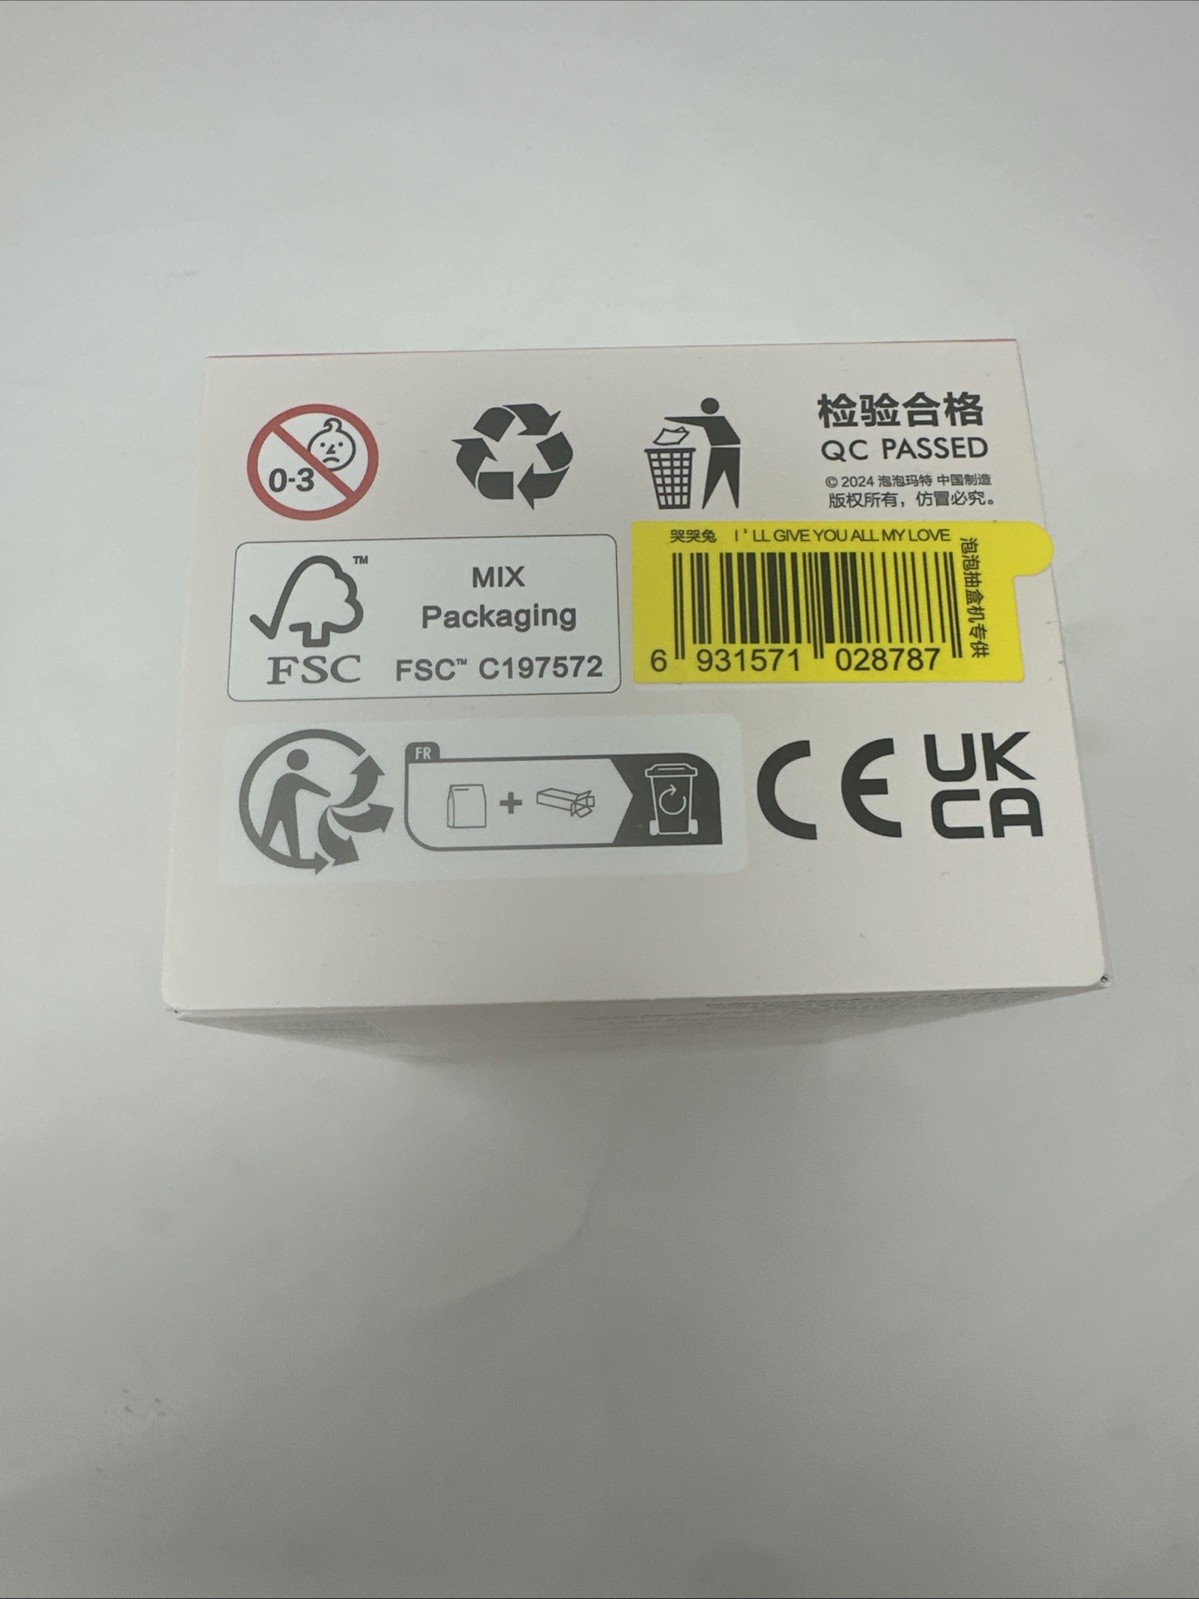 0-3
检验合格
QC PASSED
© 2024 泡泡玛特 中国制造
版权所有，仿冒必究。
™
FSC
MIX
Packaging
FSC™ C197572
哭哭兔 I'LL GIVE YOU ALL MY LOVE
6 931571 028787
泡泡抽盒机专供
FR
CE
UK
CA